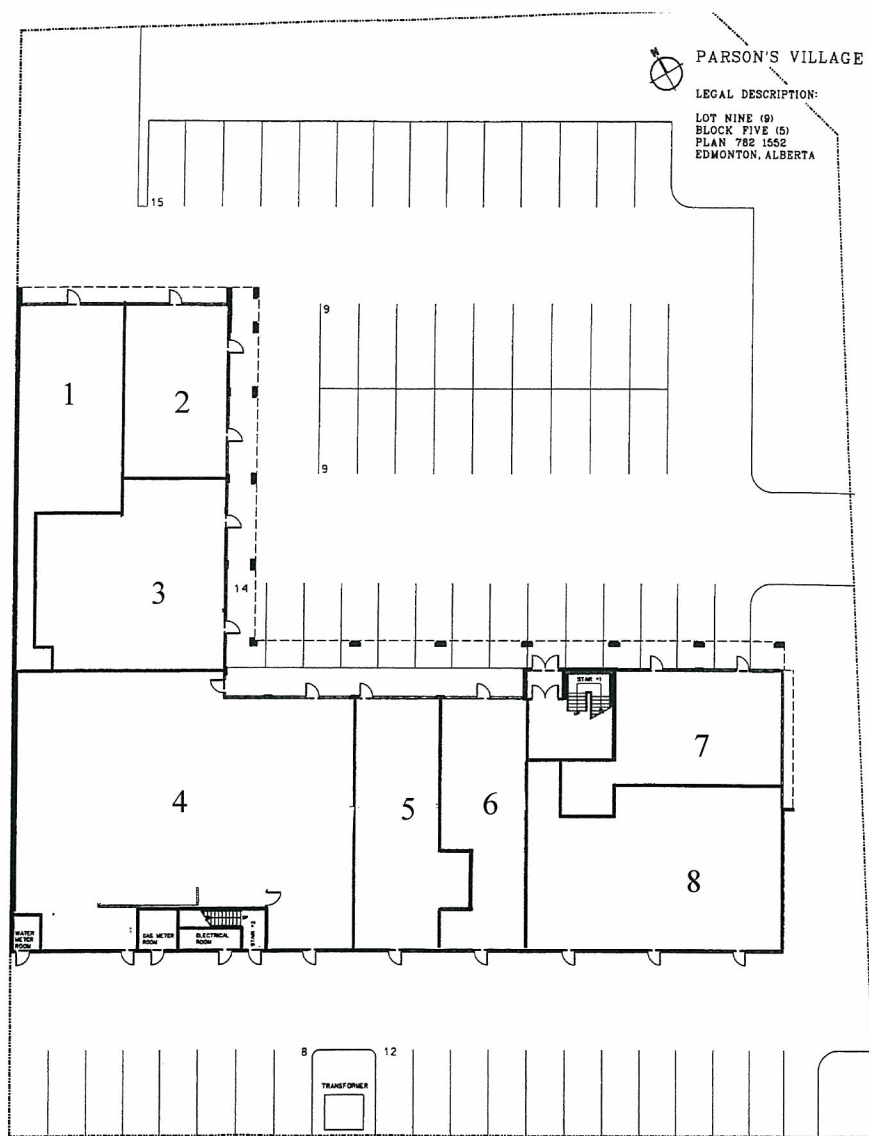 N
PARSON'S VILLAGE
LEGAL DESCRIPTION:
LOT NINE (9)
BLOCK FIVE (5)
PLAN 782 1552
EDMONTON, ALBERTA
15
9
9
1
2
3
14
STAIR #1
UP
7
4
5
6
8
WATER
METER
ROOM
GAS METER
ROOM
ELECTRICAL
ROOM
UP
STAIR #2
8
12
TRANSFORMER